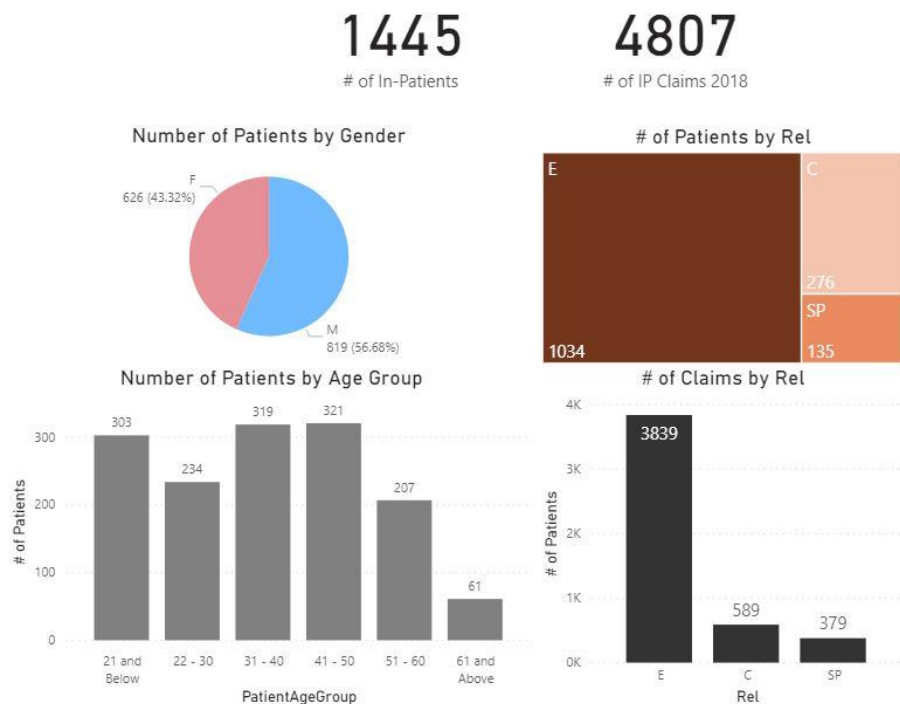 1445
# of In-Patients
4807
# of IP Claims 2018
Number of Patients by Gender
F
626 (43.32%)
M
819 (56.68%)
# of Patients by Rel
E
1034
C
276
SP
135
Number of Patients by Age Group
# of Patients
300
200
100
0
303
234
319
321
207
61
21 and
Below
22 - 30
31 - 40
41 - 50
51 - 60
61 and
Above
PatientAgeGroup
# of Claims by Rel
# of Patients
4K
3K
2K
1K
0K
3839
589
379
E
C
SP
Rel